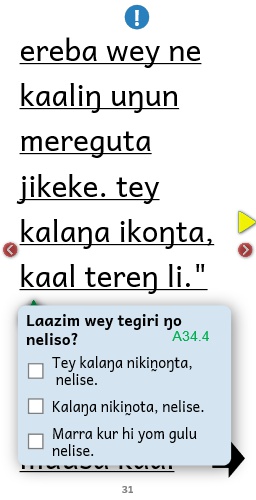 ereba wey ne
kaaliŋ uŋun
mereguta
jikeke. tey
kalaŋa ikoŋta,
kaal tereŋ li."
Laazim wey tegiri ŋo
neliso?
A34.4
Tey kalaŋa nikiŋoŋta,
nelise.
Kalaŋa nikiŋota, nelise.
Marra kur hi yom gulu
nelise.
31